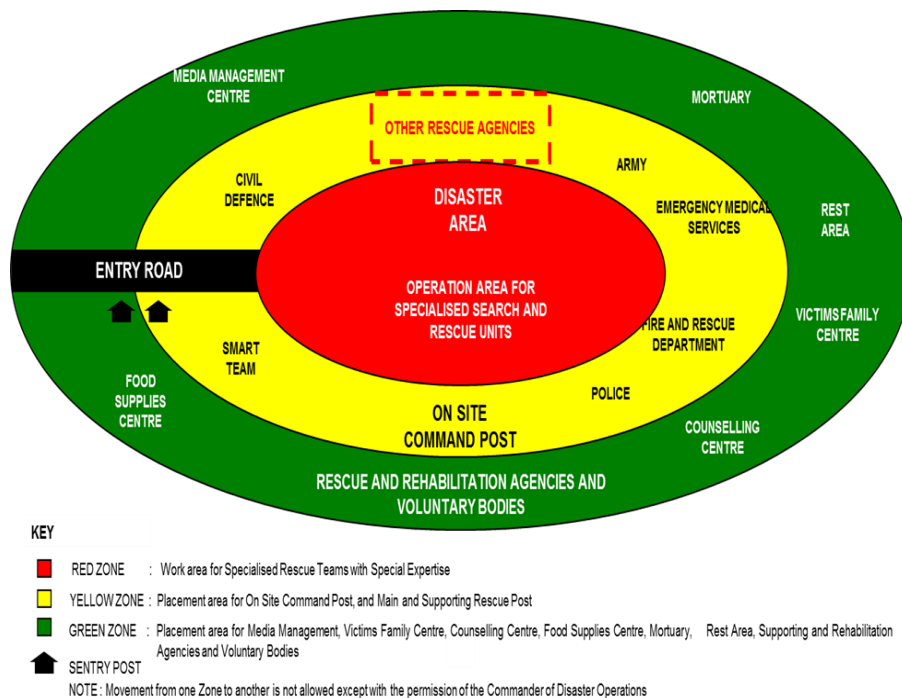 MEDIA MANAGEMENT
CENTRE
MORTUARY
OTHER RESCUE AGENCIES
ARMY
CIVIL
DEFENCE
DISASTER
AREA
EMERGENCY MEDICAL
SERVICES
REST
AREA
ENTRY ROAD
OPERATION AREA FOR
SPECIALISED SEARCH AND
RESCUE UNITS
VICTIMS FAMILY
CENTRE
FIRE AND RESCUE
DEPARTMENT
SMART
TEAM
FOOD
SUPPLIES
CENTRE
POLICE
ON SITE
COMMAND POST
COUNSELLING
CENTRE
RESCUE AND REHABILITATION AGENCIES AND
VOLUNTARY BODIES
KEY
RED ZONE : Work area for Specialised Rescue Teams with Special Expertise
YELLOW ZONE : Placement area for On Site Command Post, and Main and Supporting Rescue Post
GREEN ZONE : Placement area for Media Management, Victims Family Centre, Counselling Centre, Food Supplies Centre, Mortuary, Rest Area, Supporting and Rehabilitation
Agencies and Voluntary Bodies
SENTRY POST
NOTE : Movement from one Zone to another is not allowed except with the permission of the Commander of Disaster Operations